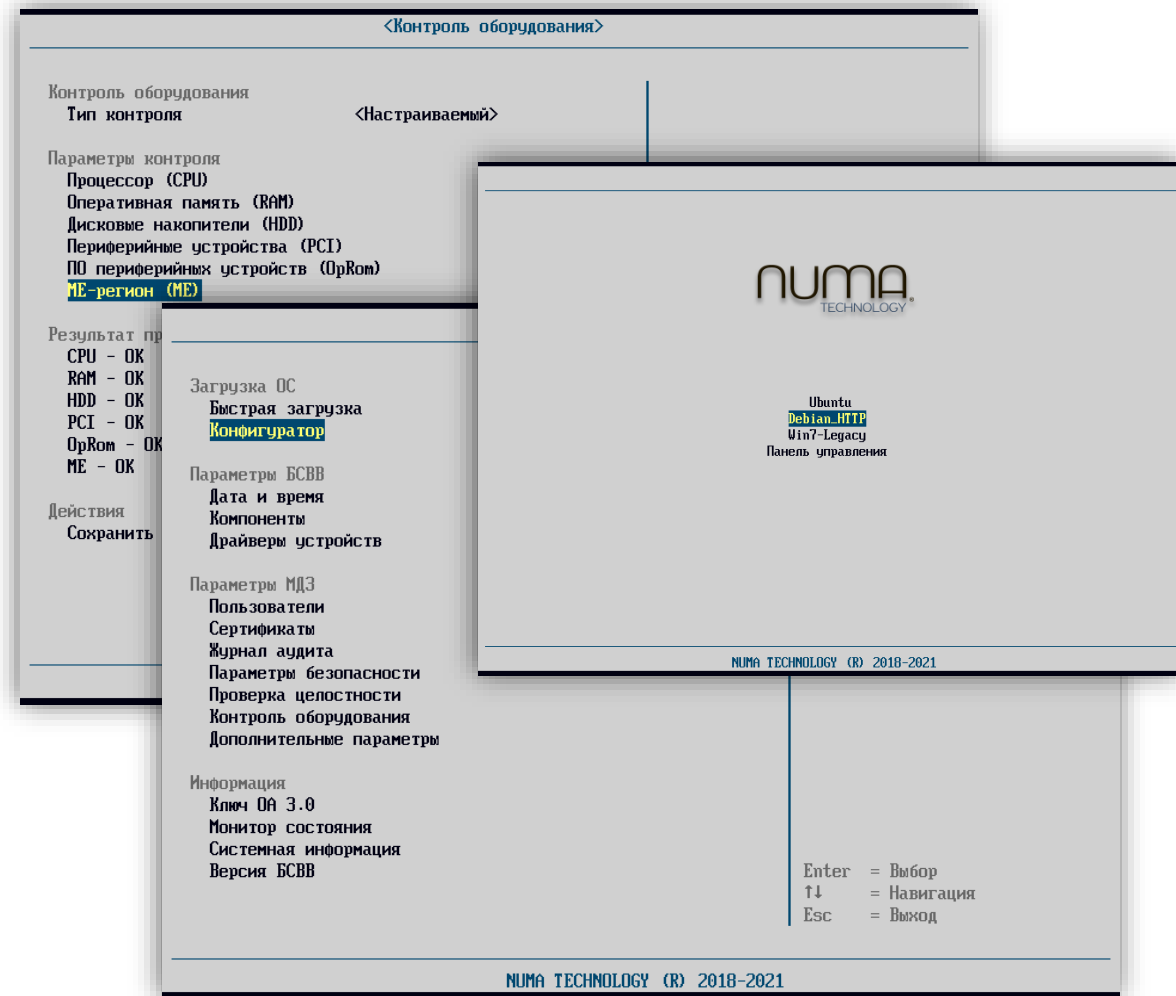 <Контроль оборудования>
Контроль оборудования
Тип контроля <Настраиваемый>
Параметры контроля
Процессор (CPU)
Оперативная память (RAM)
Дисковые накопители (HDD)
Периферийные устройства (PCI)
ПО периферийных устройств (OpRom)
МЕ-регион (ME)
Результат пр
CPU - OK
RAM - OK
HDD - OK
PCI - OK
OpRom - OK
ME - OK
Действия
Сохранить
numa
TECHNOLOGY
Ubuntu
Debian_HTTP
Win7-Legacy
Панель управления
NUMA TECHNOLOGY (R) 2018-2021
Загрузка ОС
Быстрая загрузка
Конфигуратор
Параметры БСВВ
Дата и время
Компоненты
Драйверы устройств
Параметры МДЗ
Пользователи
Сертификаты
Журнал аудита
Параметры безопасности
Проверка целостности
Контроль оборудования
Дополнительные параметры
Информация
Ключ ОА 3.0
Монитор состояния
Системная информация
Версия БСВВ
Enter = Выбор
↑↓ = Навигация
Esc = Выход
NUMA TECHNOLOGY (R) 2018-2021